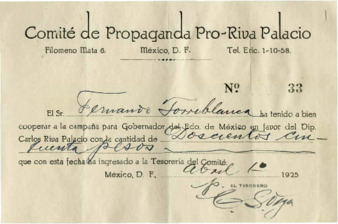 Comité de Propaganda Pro-Riva Palacio
Filomeno Mata 6. México, D. F. Tel. Eric. 1-10-58.
Nº 33
El Sr. Fernando Torreblanca ha tenido a bien
cooperar a la campaña para Gobernador del Edo. de México en favor del Dip.
Carlos Riva Palacio con la cantidad de Doscientos cin-
cuenta pesos
que con esta fecha ha ingresado a la Tesorería del Comité.
México, D. F., Abril 1º 1925
EL TESORERO